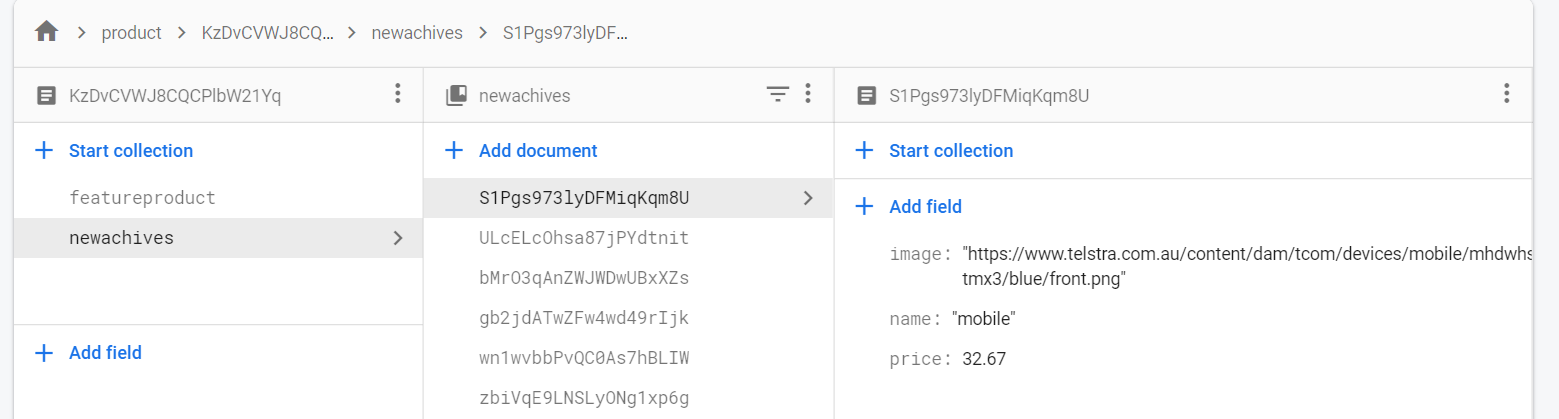 product KzDvCVWJ8CQ... newachives S1Pgs973lyDF...
KzDvCVWJ8CQCPlbW21Yq
Start collection
featureproduct
newachives
Add field
newachives
Add document
S1Pgs973lyDFMiqKqm8U
ULcELcOhsa87jPYdtnit
bMrO3qAnZWJWDwUBxXZs
gb2jdATwZFw4wd49rIjk
wn1wvbbPvQC0As7hBLIW
zbiVqE9LNSLyONg1xp6g
S1Pgs973lyDFMiqKqm8U
Start collection
Add field
image: "https://www.telstra.com.au/content/dam/tcom/devices/mobile/mhdwhs
tmx3/blue/front.png"
name: "mobile"
price: 32.67